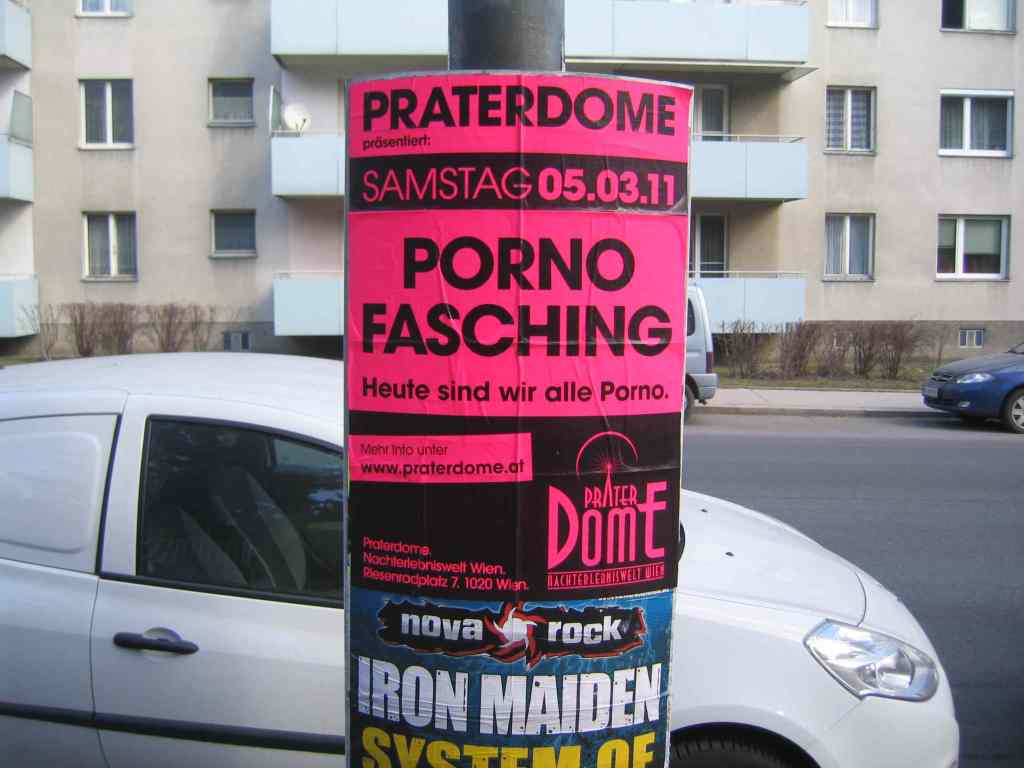 PRATERDOME
präsentiert:
SAMSTAG 05.03.11
PORNO
FASCHING
Heute sind wir alle Porno.
Mehr Info unter
www.praterdome.at
PRATER
DOME
NACHTERLEBNISWELT WIEN
Praterdome.
Nachterlebniswelt Wien.
Riesenradplatz 7, 1020 Wien.
nova rock
IRON MAIDEN
SYSTEM OF